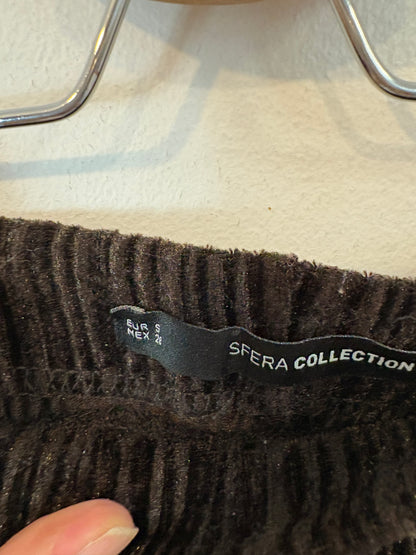 EUR S
MEX 26
SFERA COLLECTION